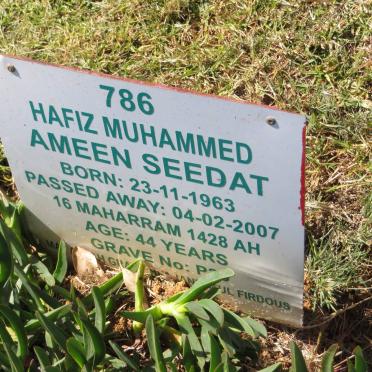 786
HAFIZ MUHAMMED
AMEEN SEEDAT
BORN: 23-11-1963
PASSED AWAY: 04-02-2007
16 MAHARRAM 1428 AH
AGE: 44 YEARS
GRAVE No:
FIRDOUS